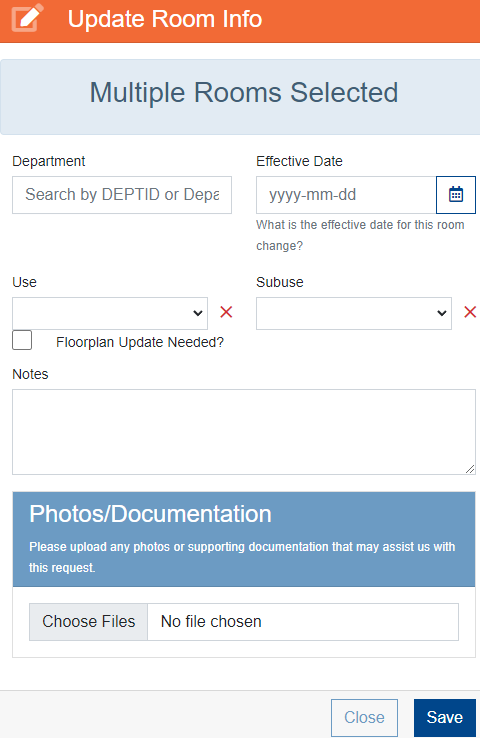 Update Room Info
Multiple Rooms Selected
Department
Effective Date
Search by DEPTID or Depa
yyyy-mm-dd
What is the effective date for this room
change?
Use
Subuse
Floorplan Update Needed?
Notes
Photos/Documentation
Please upload any photos or supporting documentation that may assist us with
this request.
Choose Files No file chosen
Close Save